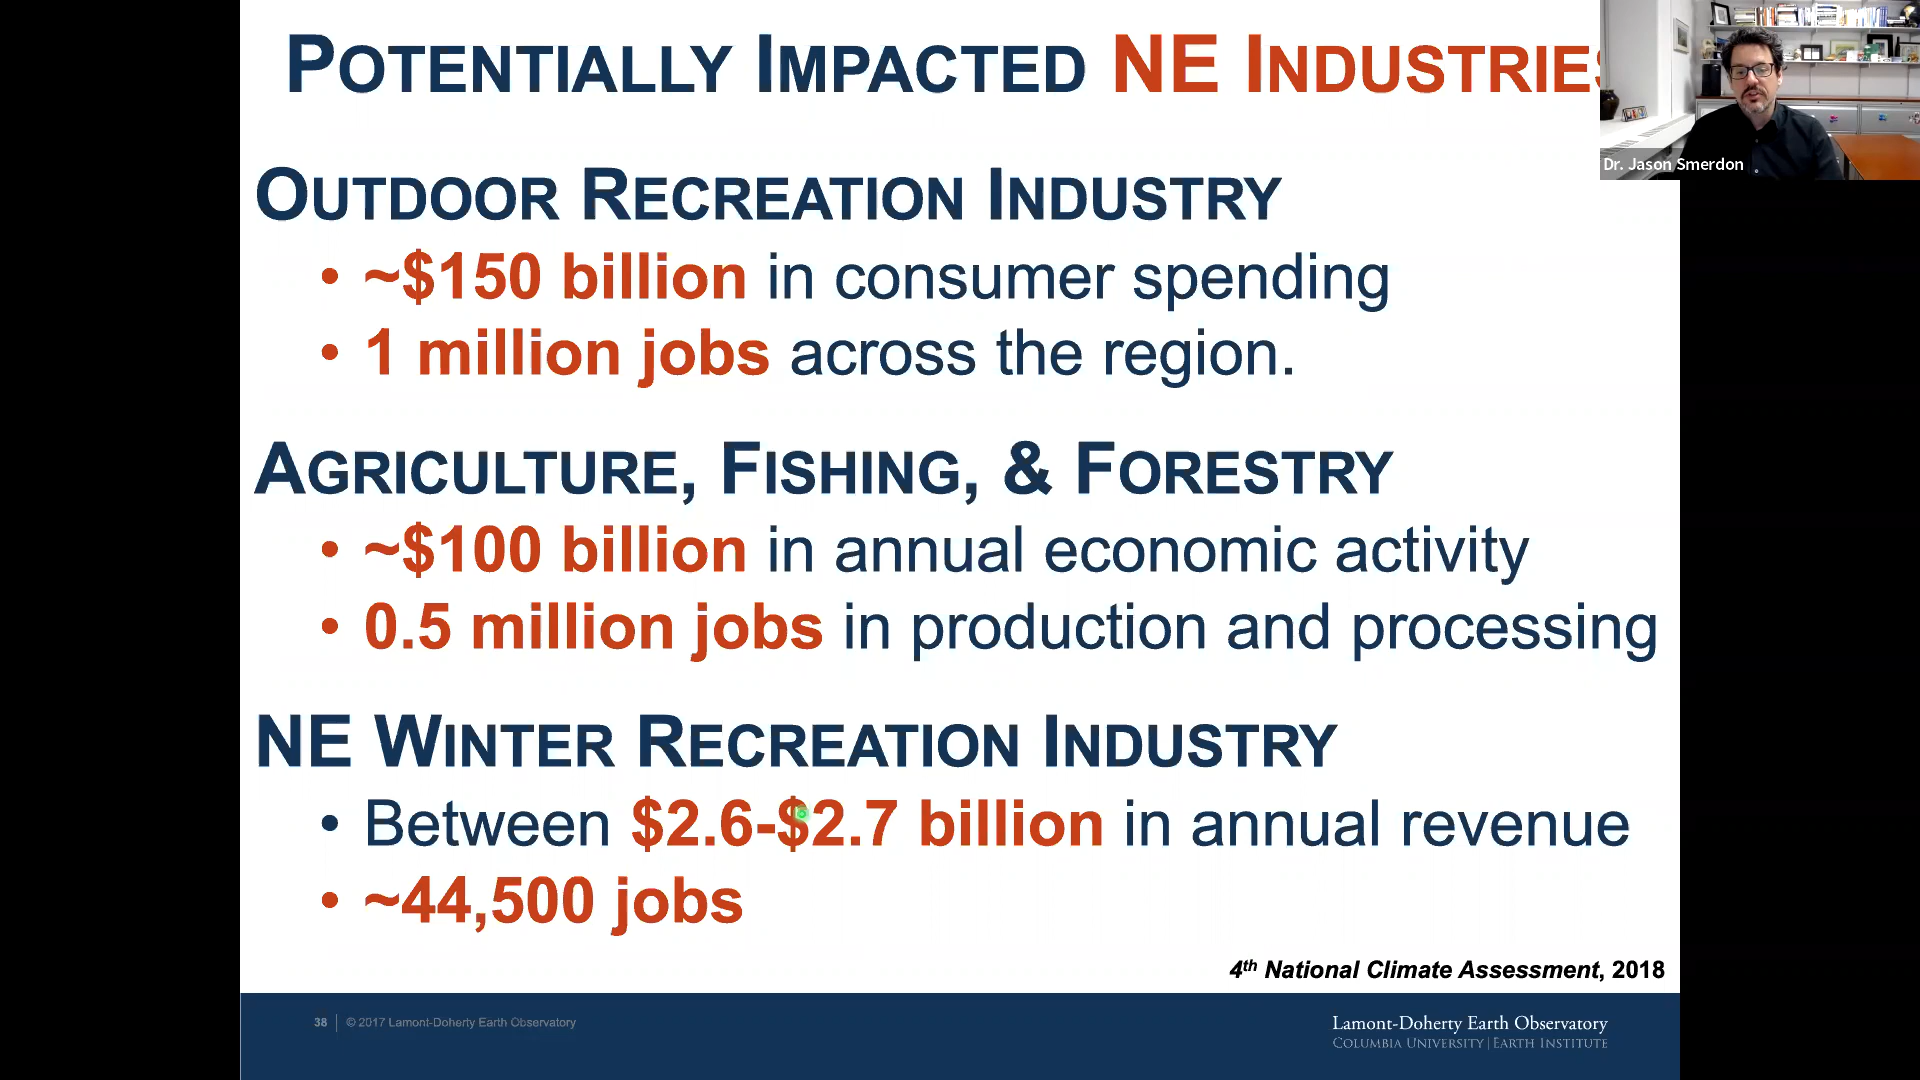 POTENTIALLY IMPACTED NE INDUSTRIES
Dr. Jason Smerdon
OUTDOOR RECREATION INDUSTRY
• ~$150 billion in consumer spending
• 1 million jobs across the region.
AGRICULTURE, FISHING, & FORESTRY
• ~$100 billion in annual economic activity
• 0.5 million jobs in production and processing
NE WINTER RECREATION INDUSTRY
• Between $2.6-$2.7 billion in annual revenue
• ~44,500 jobs
4th National Climate Assessment, 2018
38 | © 2017 Lamont-Doherty Earth Observatory
Lamont-Doherty Earth Observatory
COLUMBIA UNIVERSITY | EARTH INSTITUTE